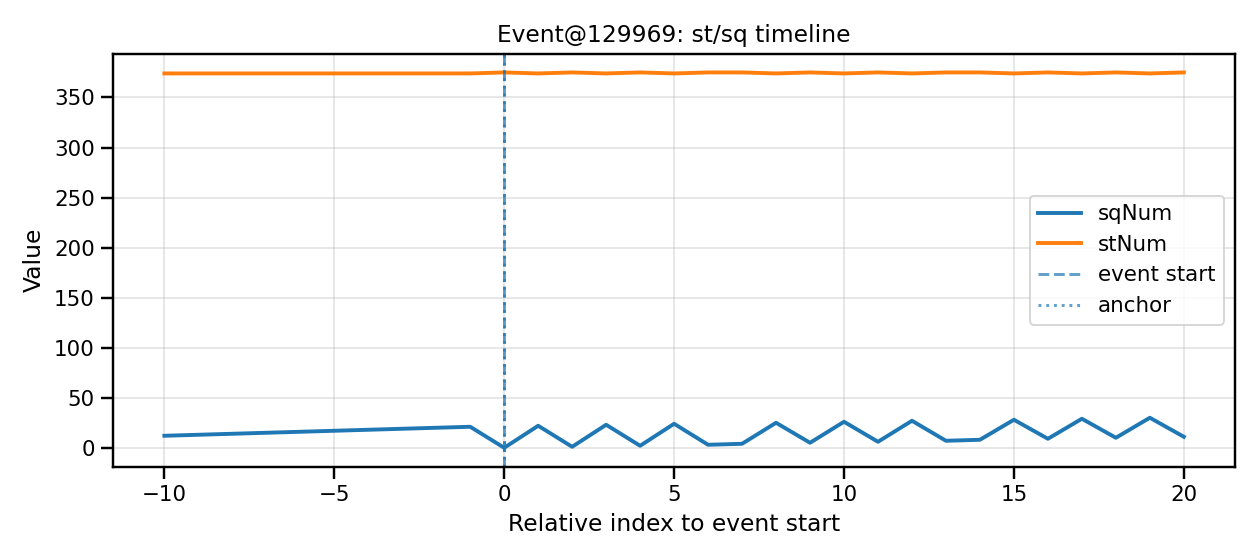 Event@129969: st/sq timeline
Value
350
300
250
200
150
100
50
0
sqNum
stNum
event start
anchor
−10 −5 0 5 10 15 20
Relative index to event start